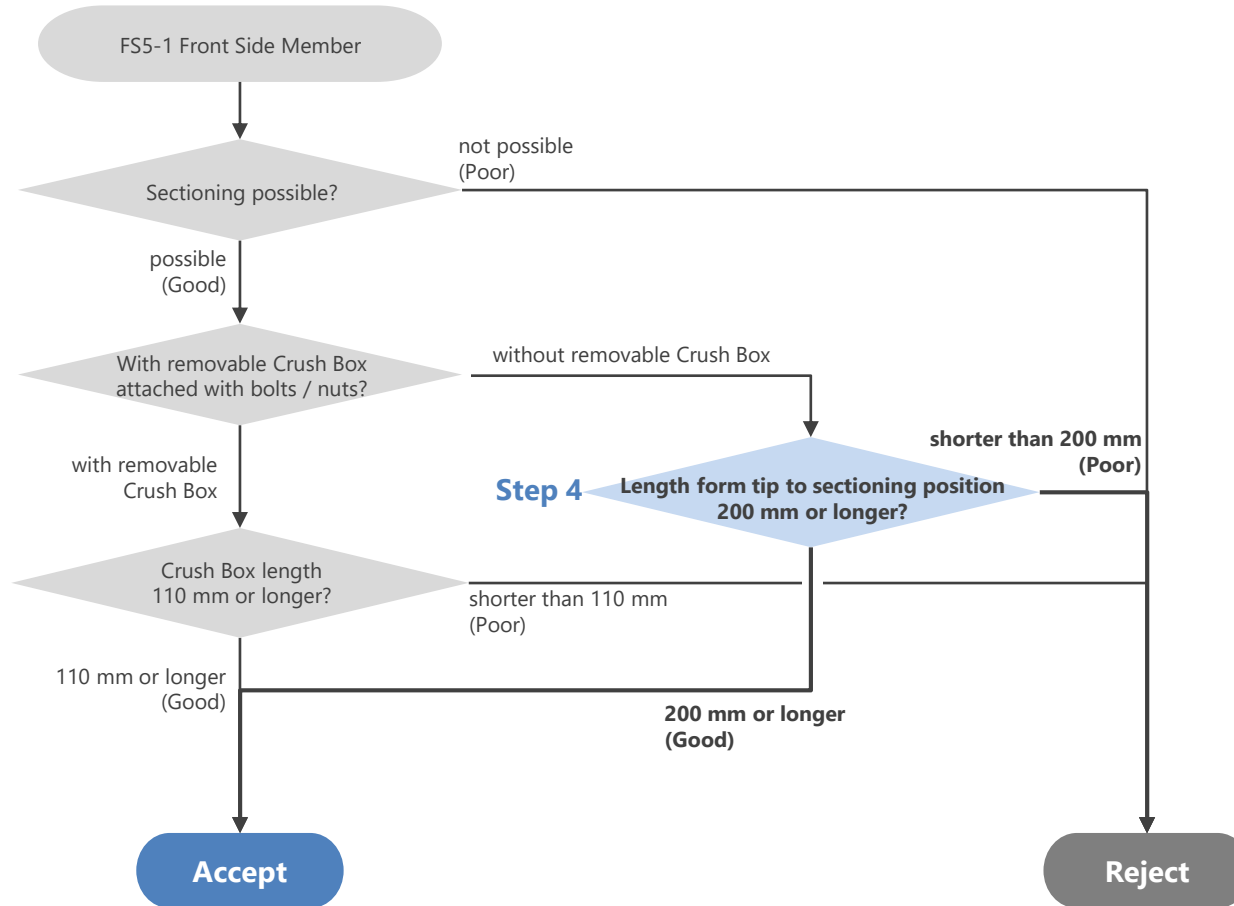 FS5-1 Front Side Member
not possible
(Poor)
Sectioning possible?
possible
(Good)
With removable Crush Box
attached with bolts / nuts?
without removable Crush Box
shorter than 200 mm
(Poor)
with removable
Crush Box
Step 4
Length form tip to sectioning position
200 mm or longer?
Crush Box length
110 mm or longer?
shorter than 110 mm
(Poor)
110 mm or longer
(Good)
200 mm or longer
(Good)
Accept
Reject